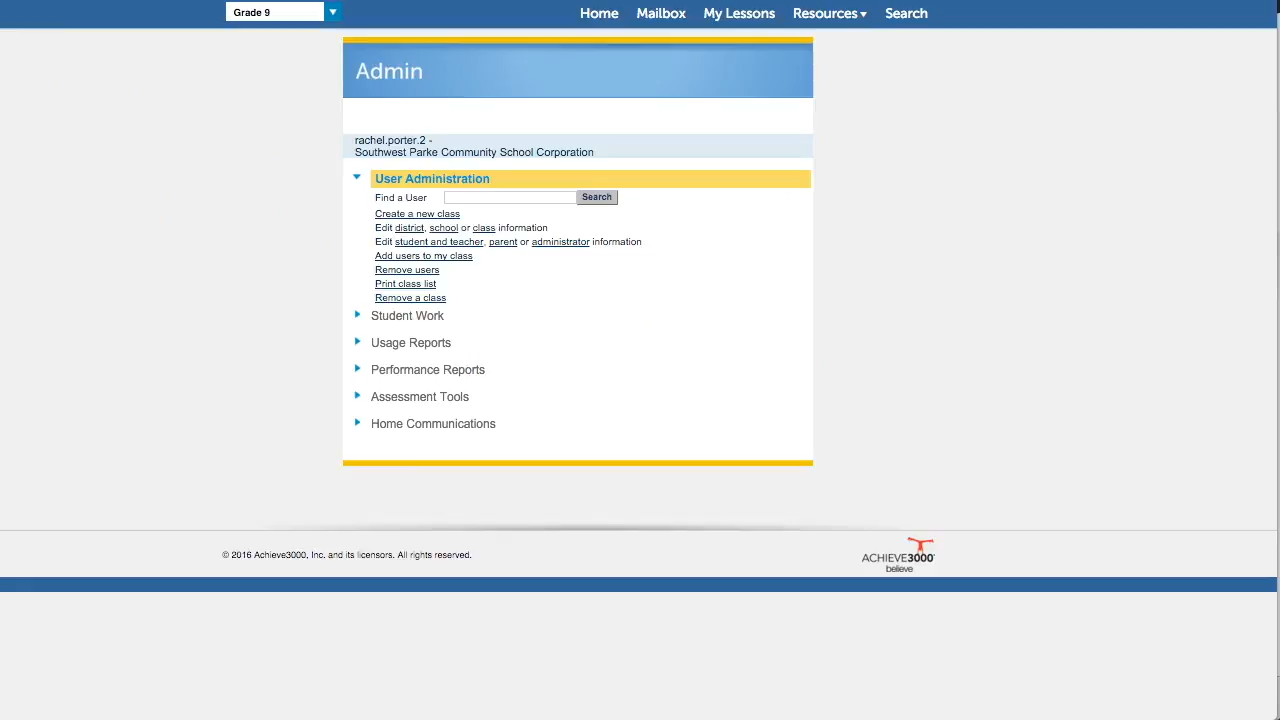 Grade 9
Home Mailbox My Lessons Resources Search
Admin
rachel.porter.2 -
Southwest Parke Community School Corporation
User Administration
Find a User Search
Create a new class
Edit district, school or class information
Edit student and teacher, parent or administrator information
Add users to my class
Remove users
Print class list
Remove a class
Student Work
Usage Reports
Performance Reports
Assessment Tools
Home Communications
© 2016 Achieve3000, Inc. and its licensors. All rights reserved.
ACHIEVE3000
believe